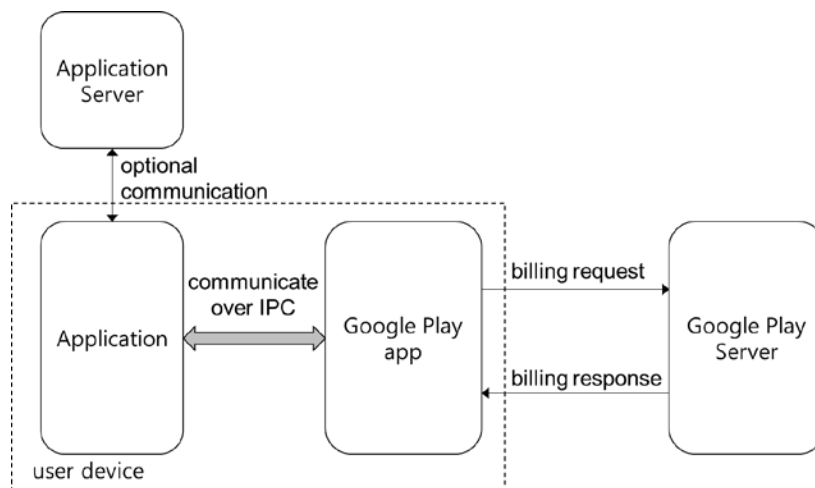 Application
Server
optional
communication
Application
communicate
over IPC
Google Play
app
billing request
billing response
Google Play
Server
user device